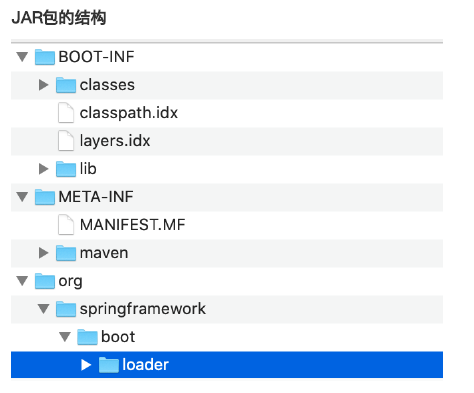 JAR包的结构
BOOT-INF
classes
classpath.idx
layers.idx
lib
META-INF
MANIFEST.MF
maven
org
springframework
boot
loader